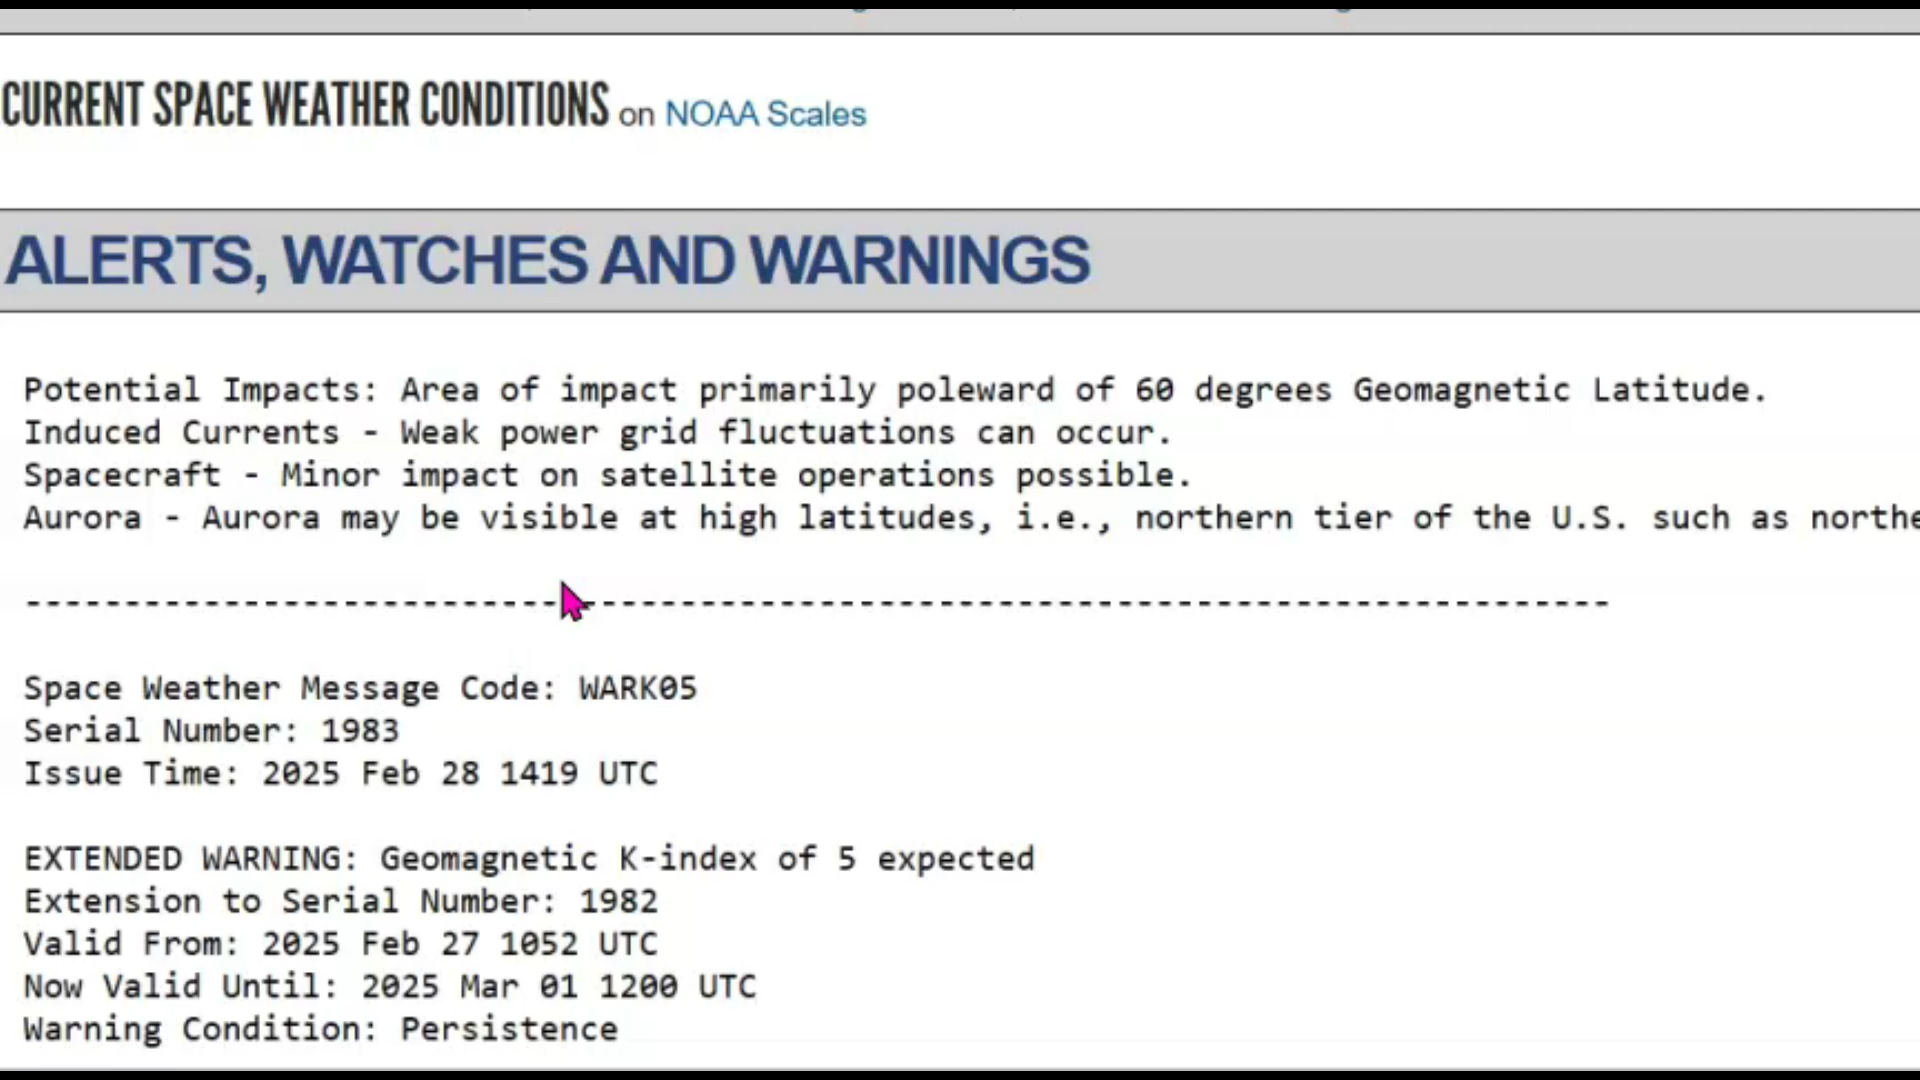 CURRENT SPACE WEATHER CONDITIONS on NOAA Scales
ALERTS, WATCHES AND WARNINGS
Potential Impacts: Area of impact primarily poleward of 60 degrees Geomagnetic Latitude.
Induced Currents - Weak power grid fluctuations can occur.
Spacecraft - Minor impact on satellite operations possible.
Aurora - Aurora may be visible at high latitudes, i.e., northern tier of the U.S. such as northe
--------------------------------------------------------------------------------
Space Weather Message Code: WARK05
Serial Number: 1983
Issue Time: 2025 Feb 28 1419 UTC
EXTENDED WARNING: Geomagnetic K-index of 5 expected
Extension to Serial Number: 1982
Valid From: 2025 Feb 27 1052 UTC
Now Valid Until: 2025 Mar 01 1200 UTC
Warning Condition: Persistence